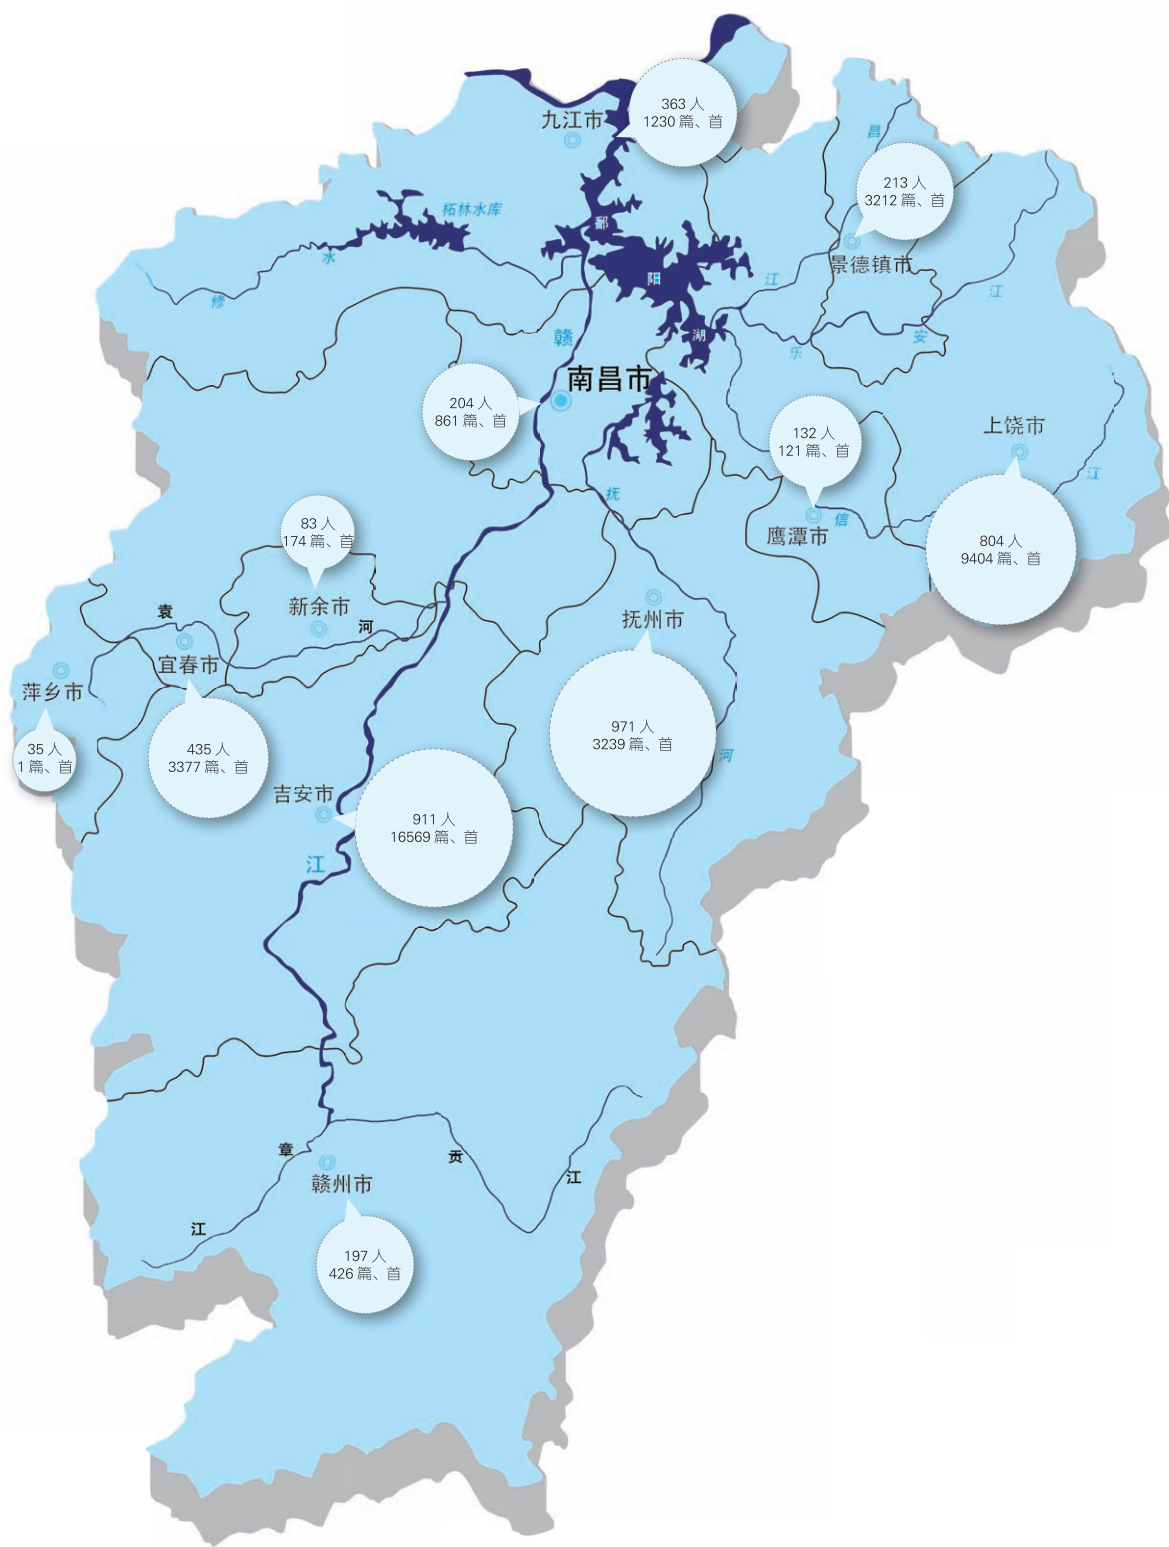 363 人
1230 篇、首
九江市
昌
213 人
3212 篇、首
柘林水库
鄱
水
景德镇市
阳
江
江
修
赣
湖
安
乐
南昌市
204 人
861 篇、首
132 人
121 篇、首
上饶市
江
抚
信
鹰潭市
83 人
174 篇、首
804 人
9404 篇、首
新余市
袁
河
抚州市
宜春市
萍乡市
35 人
1 篇、首
435 人
3377 篇、首
971 人
3239 篇、首
河
吉安市
911 人
16569 篇、首
江
章
贡
江
赣州市
江
197 人
426 篇、首